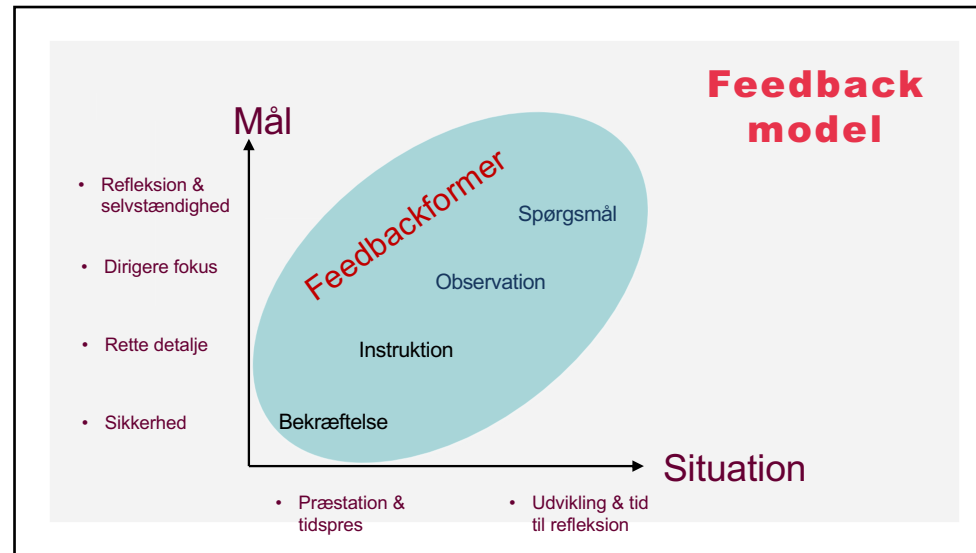 Feedback
model
Mål
• Refleksion &
selvstændighed
• Dirigere fokus
• Rette detalje
• Sikkerhed
Feedbackformer
Spørgsmål
Observation
Instruktion
Bekræftelse
Situation
• Præstation &
tidspres
• Udvikling & tid
til refleksion